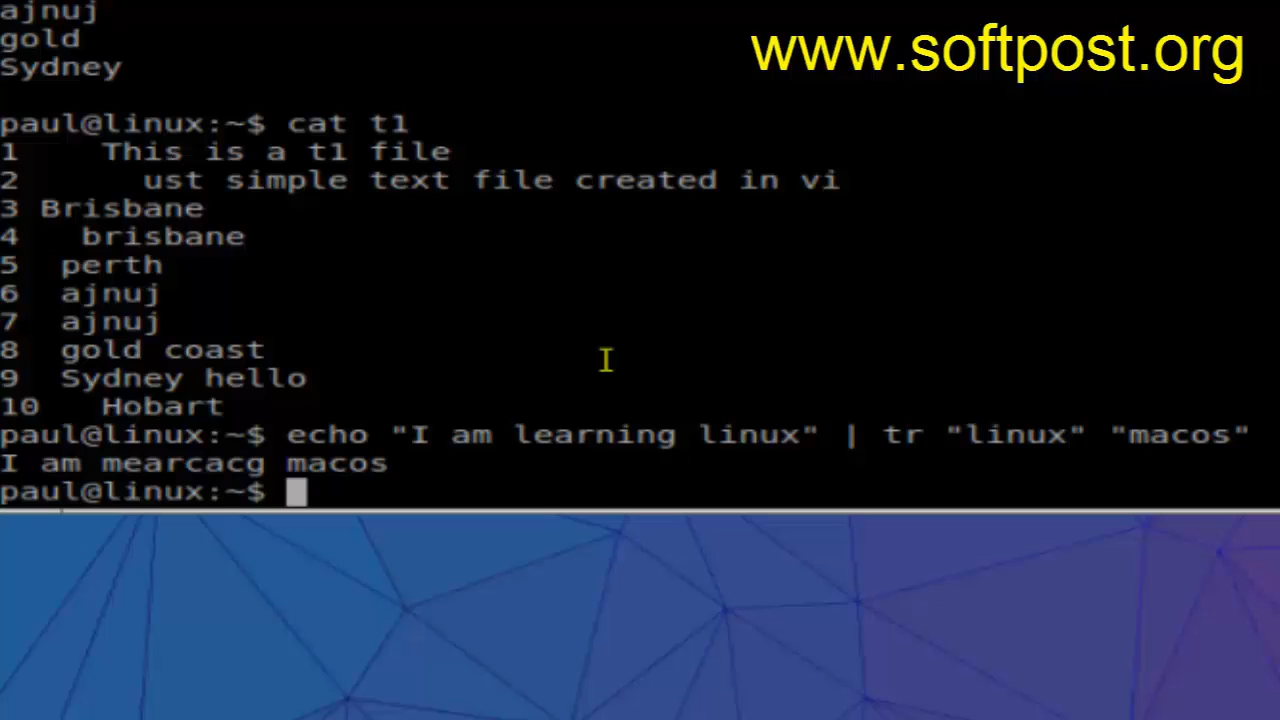 ajnuj
gold
www.softpost.org
Sydney
paul@linux:~$ cat t1
1    This is a t1 file
2      ust simple text file created in vi
3 Brisbane
4   brisbane
5  perth
6  ajnuj
7  ajnuj
8  gold coast
9  Sydney hello
10   Hobart
paul@linux:~$ echo "I am learning linux" | tr "linux" "macos"
I am mearcacg macos
paul@linux:~$